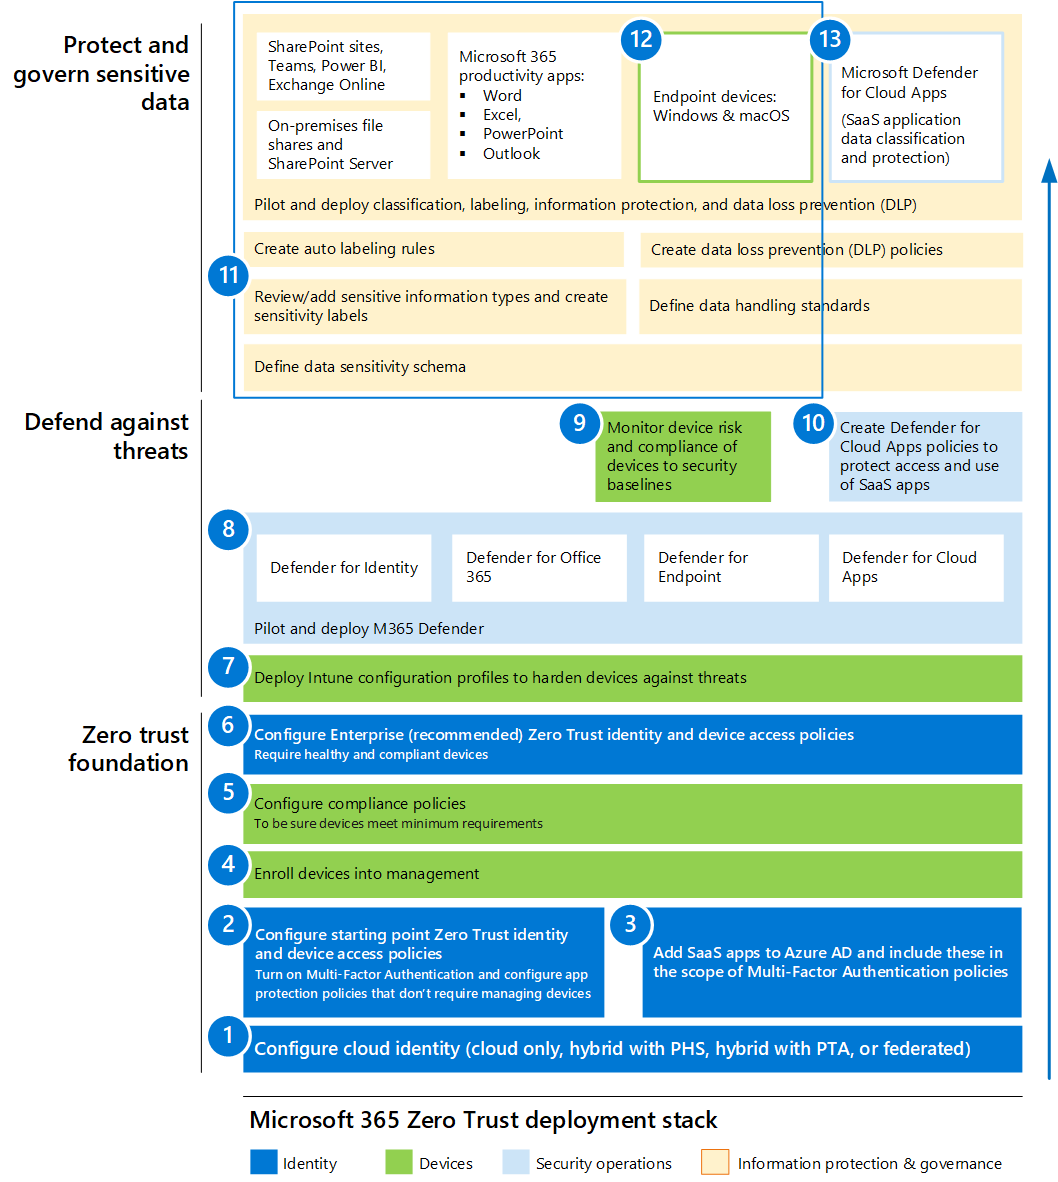 Protect and
govern sensitive
data
SharePoint sites,
Teams, Power BI,
Exchange Online
On-premises file
shares and
SharePoint Server
Microsoft 365
productivity apps:
▪ Word
▪ Excel,
▪ PowerPoint
▪ Outlook
12
Endpoint devices:
Windows & macOS
13
Microsoft Defender
for Cloud Apps
(SaaS application
data classification
and protection)
Pilot and deploy classification, labeling, information protection, and data loss prevention (DLP)
11
Create auto labeling rules
Create data loss prevention (DLP) policies
Review/add sensitive information types and create
sensitivity labels
Define data handling standards
Define data sensitivity schema
Defend against
threats
9
Monitor device risk
and compliance of
devices to security
baselines
10
Create Defender for
Cloud Apps policies to
protect access and use
of SaaS apps
8
Defender for Identity
Defender for Office
365
Defender for
Endpoint
Defender for Cloud
Apps
Pilot and deploy M365 Defender
7
Deploy Intune configuration profiles to harden devices against threats
Zero trust
foundation
6
Configure Enterprise (recommended) Zero Trust identity and device access policies
Require healthy and compliant devices
5
Configure compliance policies
To be sure devices meet minimum requirements
4
Enroll devices into management
2
Configure starting point Zero Trust identity
and device access policies
Turn on Multi-Factor Authentication and configure app
protection policies that don't require managing devices
3
Add SaaS apps to Azure AD and include these in
the scope of Multi-Factor Authentication policies
1
Configure cloud identity (cloud only, hybrid with PHS, hybrid with PTA, or federated)
Microsoft 365 Zero Trust deployment stack
Identity
Devices
Security operations
Information protection & governance